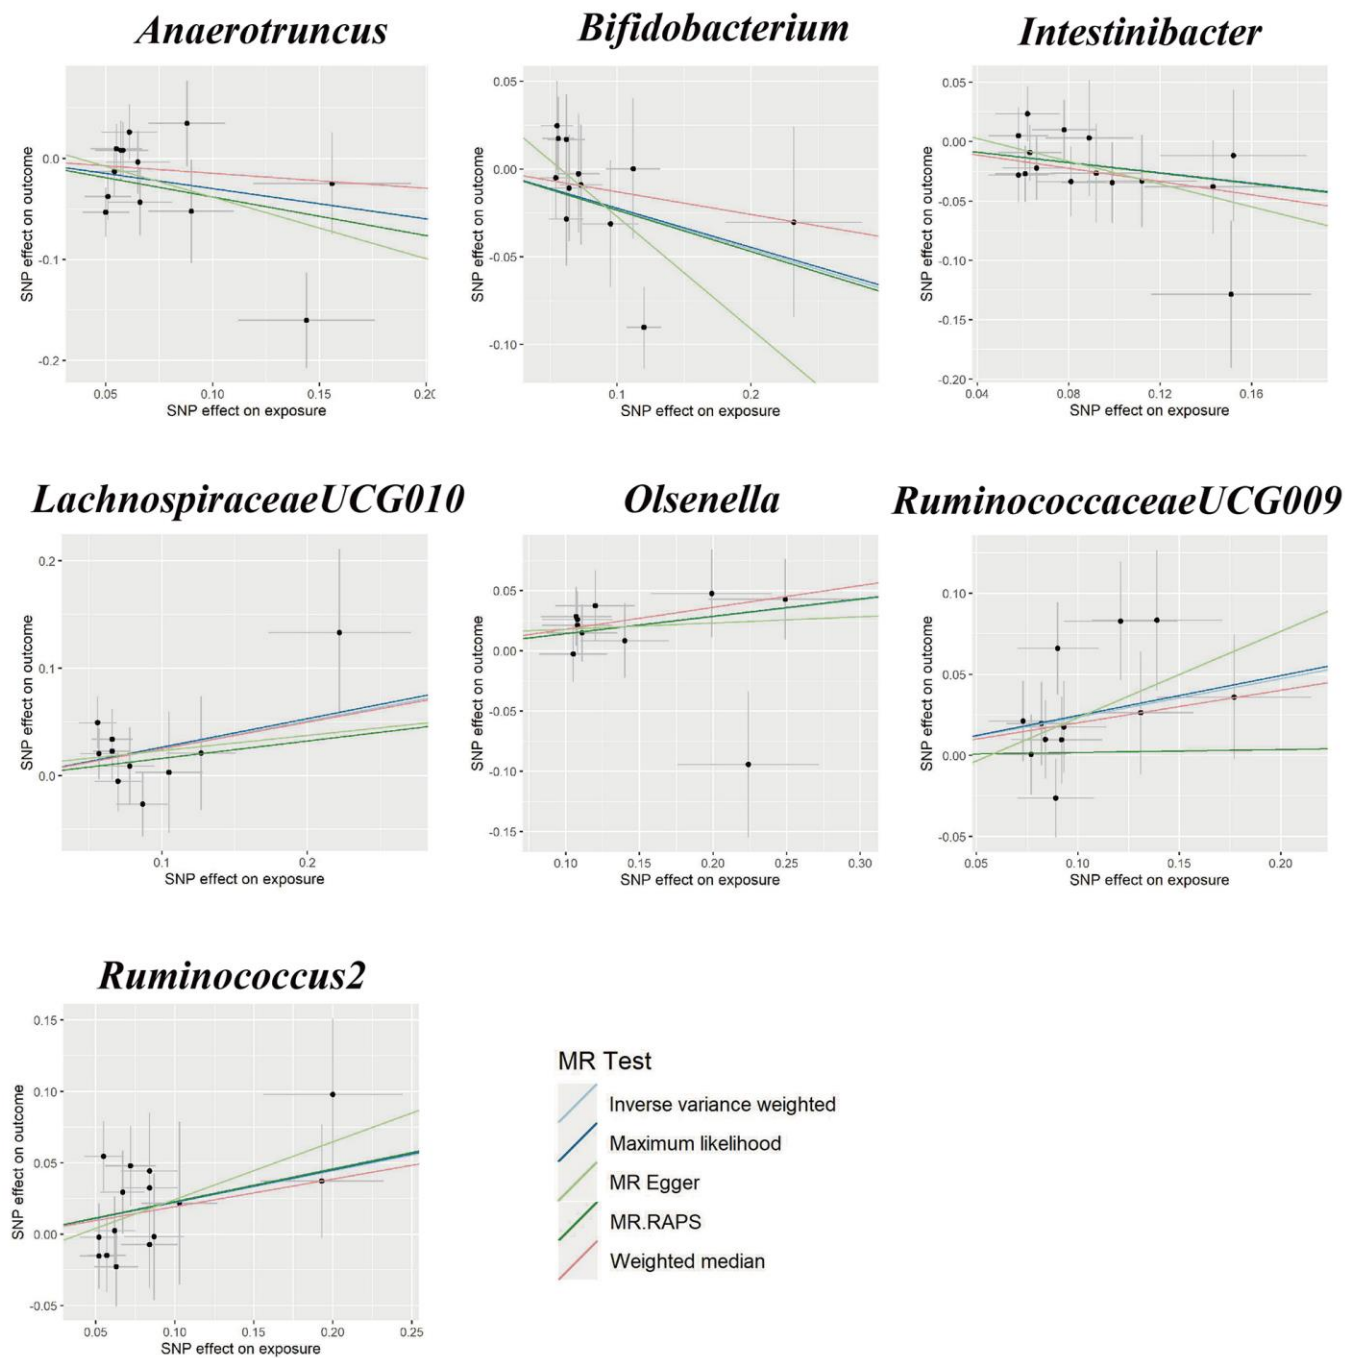 Anaerotruncus
Bifidobacterium
Intestinibacter
SNP effect on outcome
0.0
-0.1
-0.2
0.05
0.10
0.15
0.20
SNP effect on exposure
SNP effect on outcome
0.05
0.00
-0.05
-0.10
0.1
0.2
SNP effect on exposure
SNP effect on outcome
0.05
0.00
-0.05
-0.10
-0.15
-0.20
0.04
0.08
0.12
0.16
SNP effect on exposure
LachnospiraceaeUCG010
Olsenella
RuminococcaceaeUCG009
SNP effect on outcome
0.2
0.1
0.0
0.1
0.2
SNP effect on exposure
SNP effect on outcome
0.05
0.00
-0.05
-0.10
-0.15
0.10
0.15
0.20
0.25
0.30
SNP effect on exposure
SNP effect on outcome
0.10
0.05
0.00
-0.05
0.05
0.10
0.15
0.20
SNP effect on exposure
Ruminococcus2
SNP effect on outcome
0.15
0.10
0.05
0.00
-0.05
0.05
0.10
0.15
0.20
0.25
SNP effect on exposure
MR Test
Inverse variance weighted
Maximum likelihood
MR Egger
MR.RAPS
Weighted median